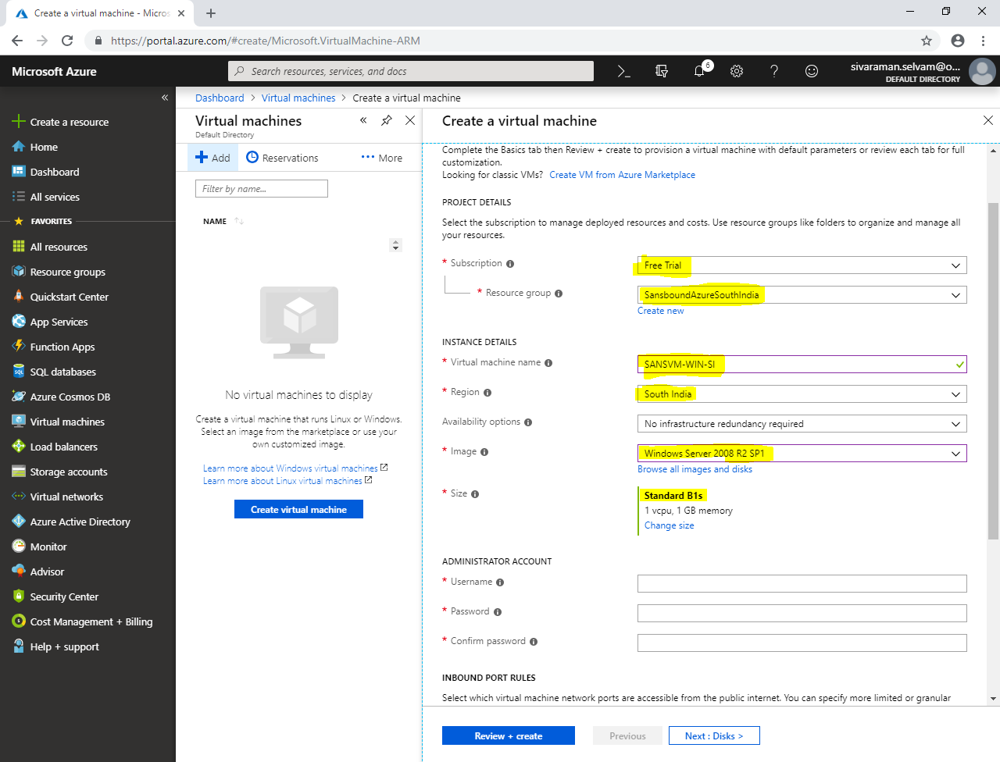 Create a virtual machine - Micros
https://portal.azure.com/#create/Microsoft.VirtualMachine-ARM
Microsoft Azure
Search resources, services, and docs
6
sivaraman.selvam@o...
DEFAULT DIRECTORY
Create a resource
Home
Dashboard
All services
FAVORITES
All resources
Resource groups
Quickstart Center
App Services
Function Apps
SQL databases
Azure Cosmos DB
Virtual machines
Load balancers
Storage accounts
Virtual networks
Azure Active Directory
Monitor
Advisor
Security Center
Cost Management + Billing
Help + support
Dashboard > Virtual machines > Create a virtual machine
Virtual machines
Default Directory
Add
Reservations
More
Filter by name...
NAME
No virtual machines to display
Create a virtual machine that runs Linux or Windows.
Select an image from the marketplace or use your
own customized image.
Learn more about Windows virtual machines
Learn more about Linux virtual machines
Create virtual machine
Create a virtual machine
Complete the Basics tab then Review + create to provision a virtual machine with default parameters or review each tab for full
customization.
Looking for classic VMs? Create VM from Azure Marketplace
PROJECT DETAILS
Select the subscription to manage deployed resources and costs. Use resource groups like folders to organize and manage all
your resources.
* Subscription
Free Trial
* Resource group
SansboundAzureSouthIndia
Create new
INSTANCE DETAILS
* Virtual machine name
SANSVM-WIN-SI
* Region
South India
Availability options
No infrastructure redundancy required
* Image
Windows Server 2008 R2 SP1
Browse all images and disks
* Size
Standard B1s
1 vcpu, 1 GB memory
Change size
ADMINISTRATOR ACCOUNT
* Username
* Password
* Confirm password
INBOUND PORT RULES
Select which virtual machine network ports are accessible from the public internet. You can specify more limited or granular
Review + create
Previous
Next : Disks >